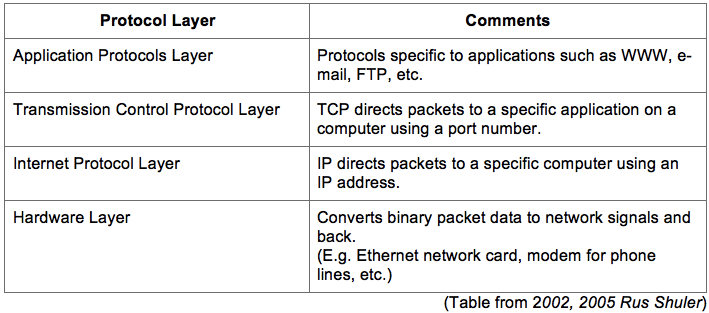 Protocol Layer Comments
Application Protocols Layer Protocols specific to applications such as WWW, e-
mail, FTP, etc.
Transmission Control Protocol Layer TCP directs packets to a specific application on a
computer using a port number.
Internet Protocol Layer IP directs packets to a specific computer using an
IP address.
Hardware Layer Converts binary packet data to network signals and
back.
(E.g. Ethernet network card, modem for phone
lines, etc.)
(Table from 2002, 2005 Rus Shuler)